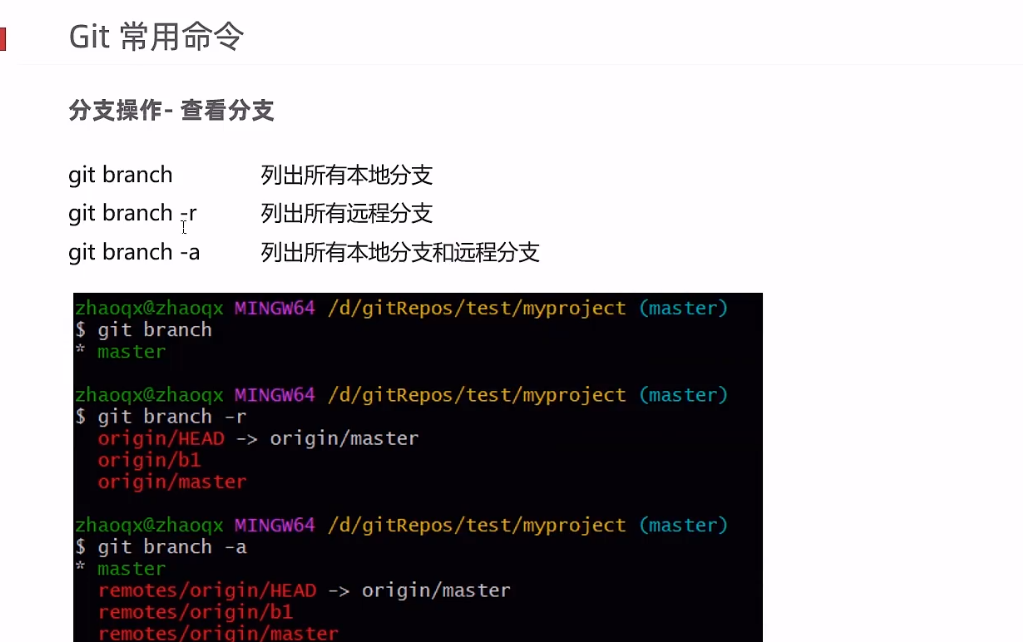 Git 常用命令
分支操作- 查看分支
git branch 列出所有本地分支
git branch -r 列出所有远程分支
git branch -a 列出所有本地分支和远程分支
zhaoqx@zhaoqx MINGW64 /d/gitRepos/test/myproject (master)
$ git branch
* master
zhaoqx@zhaoqx MINGW64 /d/gitRepos/test/myproject (master)
$ git branch -r
origin/HEAD -> origin/master
origin/b1
origin/master
zhaoqx@zhaoqx MINGW64 /d/gitRepos/test/myproject (master)
$ git branch -a
* master
remotes/origin/HEAD -> origin/master
remotes/origin/b1
remotes/origin/master